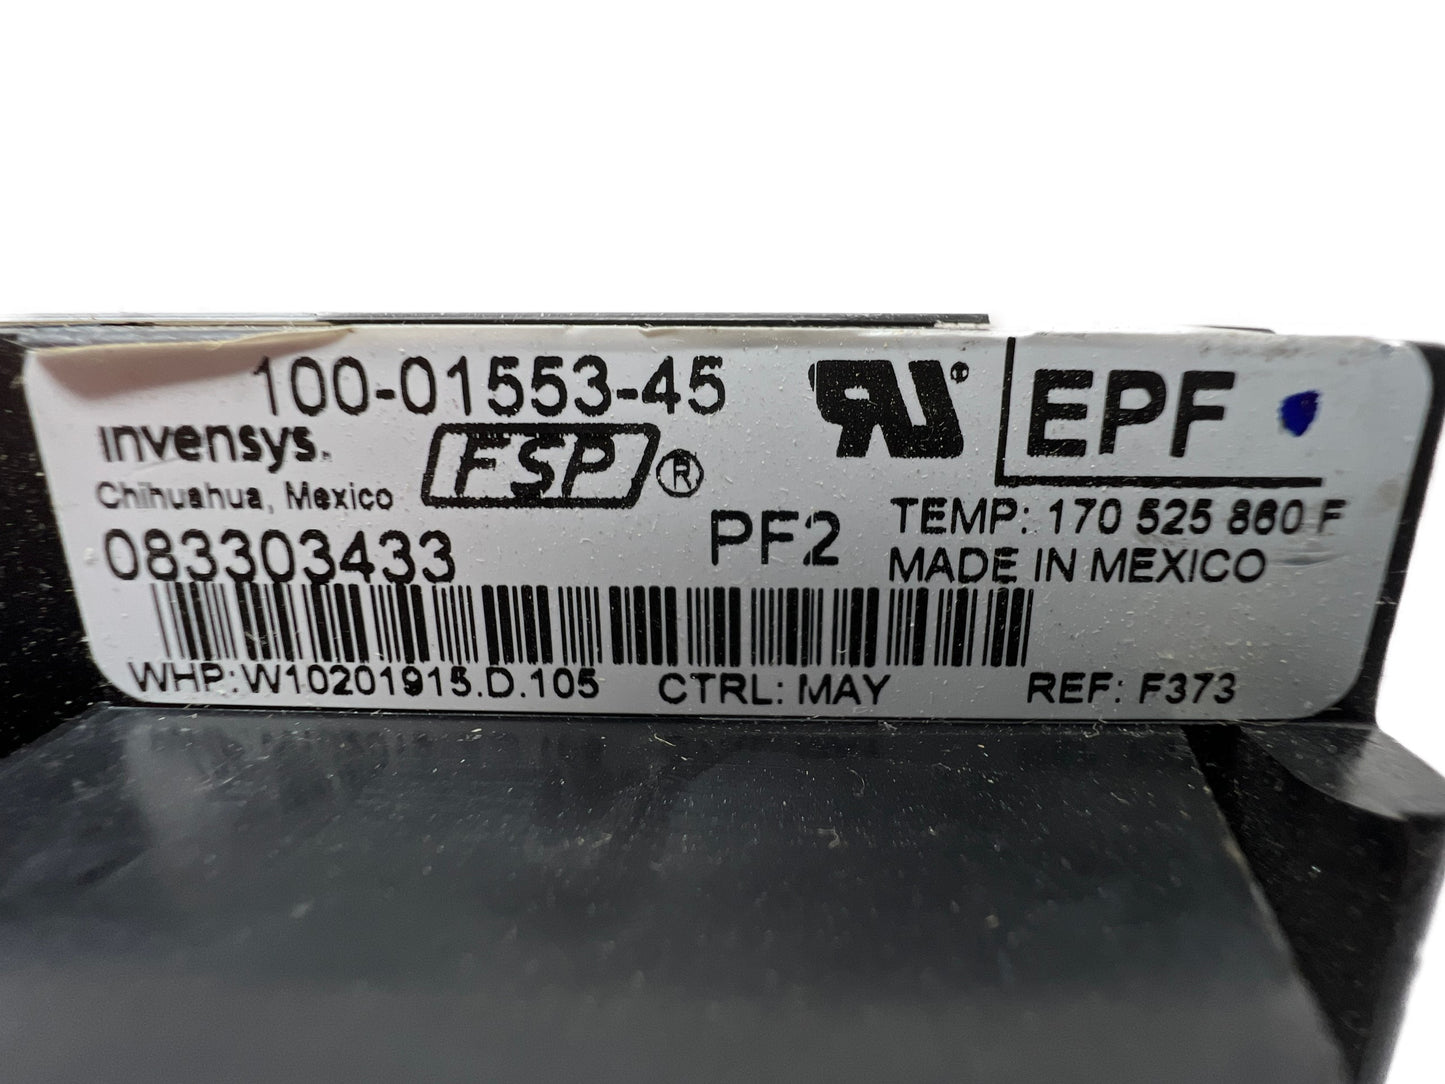 100-01553-45
invensys.
FSP ®
RU ®
EPF
Chihuahua, Mexico
083303433
PF2
TEMP: 170 525 860 F
MADE IN MEXICO
WHP:W10201915.D.105
CTRL: MAY
REF: F373